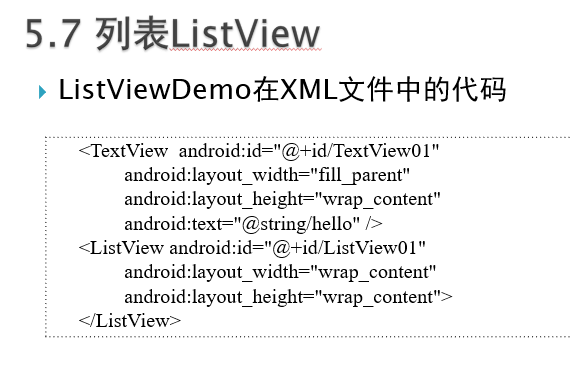 5.7 列表ListView
ListViewDemo在XML文件中的代码
<TextView  android:id="@+id/TextView01"
android:layout_width="fill_parent"
android:layout_height="wrap_content"
android:text="@string/hello" />
<ListView android:id="@+id/ListView01"
android:layout_width="wrap_content"
android:layout_height="wrap_content">
</ListView>